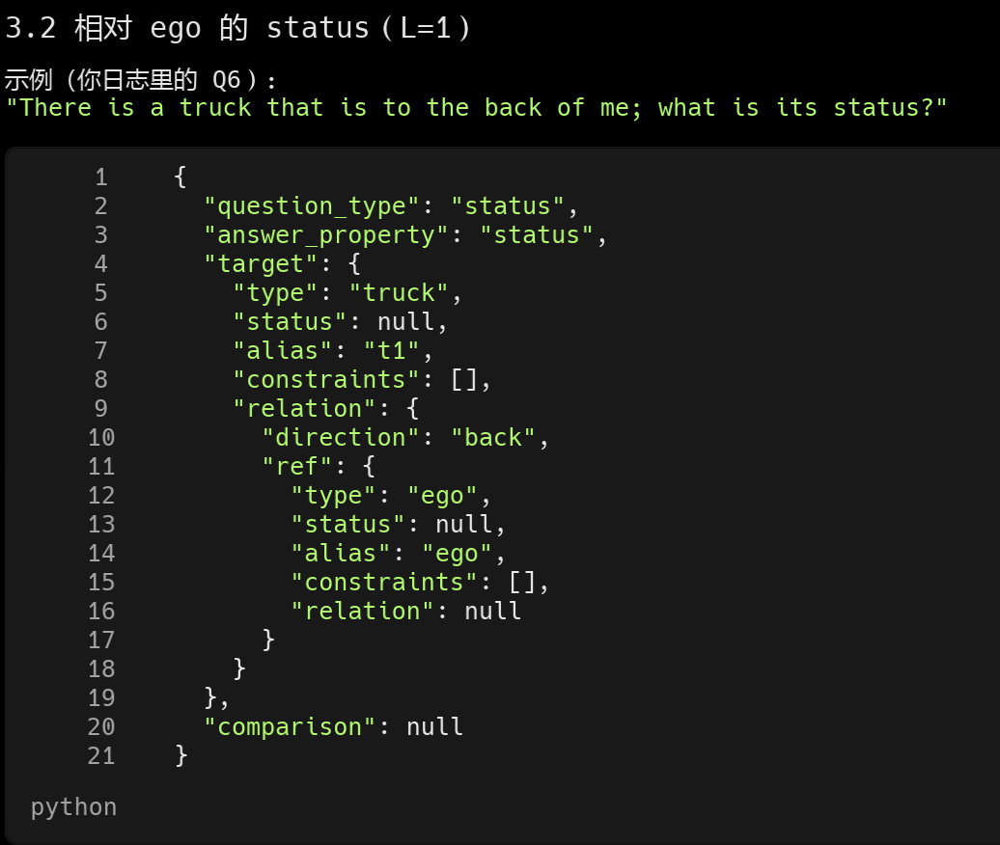 3.2 相对 ego 的 status（L=1）
示例（你日志里的 Q6）:
"There is a truck that is to the back of me; what is its status?"
1 {
2 "question_type": "status",
3 "answer_property": "status",
4 "target": {
5 "type": "truck",
6 "status": null,
7 "alias": "t1",
8 "constraints": [],
9 "relation": {
10 "direction": "back",
11 "ref": {
12 "type": "ego",
13 "status": null,
14 "alias": "ego",
15 "constraints": [],
16 "relation": null
17 }
18 }
19 },
20 "comparison": null
21 }
python